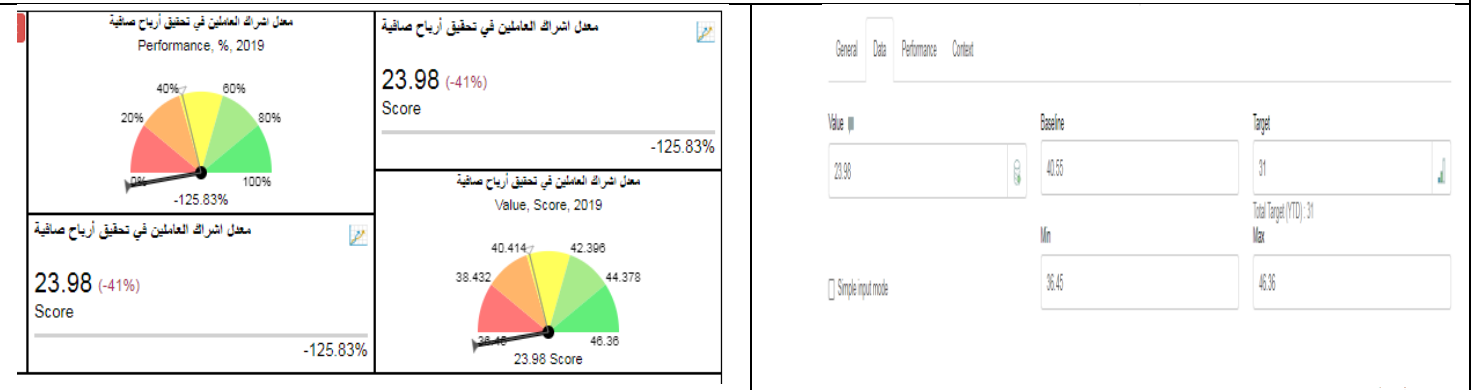 معدل اشراك العاملين في تحقيق أرباح صافية
Performance, %, 2019
40%
60%
20%
80%
0%
100%
-125.83%
معدل اشراك العاملين في تحقيق أرباح صافية
23.98 (-41%)
Score
-125.83%
معدل اشراك العاملين في تحقيق أرباح صافية
23.98 (-41%)
Score
-125.83%
معدل اشراك العاملين في تحقيق أرباح صافية
Value, Score, 2019
40.414
42.396
38.432
44.378
36.45
46.36
23.98 Score
General Data Performance Context
Value Baseline Target
23.98 40.55 31
Total Target (YTD) : 31
Min Max
Simple input mode 36.45 46.36